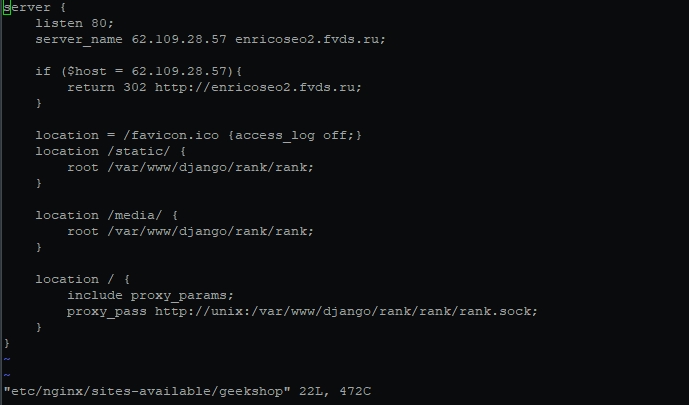 server {
    listen 80;
    server_name 62.109.28.57 enricoseo2.fvds.ru;

    if ($host = 62.109.28.57){
        return 302 http://enricoseo2.fvds.ru;
    }

    location = /favicon.ico {access_log off;}
    location /static/ {
        root /var/www/django/rank/rank;
    }

    location /media/ {
        root /var/www/django/rank/rank;
    }

    location / {
        include proxy_params;
        proxy_pass http://unix:/var/www/django/rank/rank/rank.sock;
    }
}
~
~
"etc/nginx/sites-available/geekshop" 22L, 472C